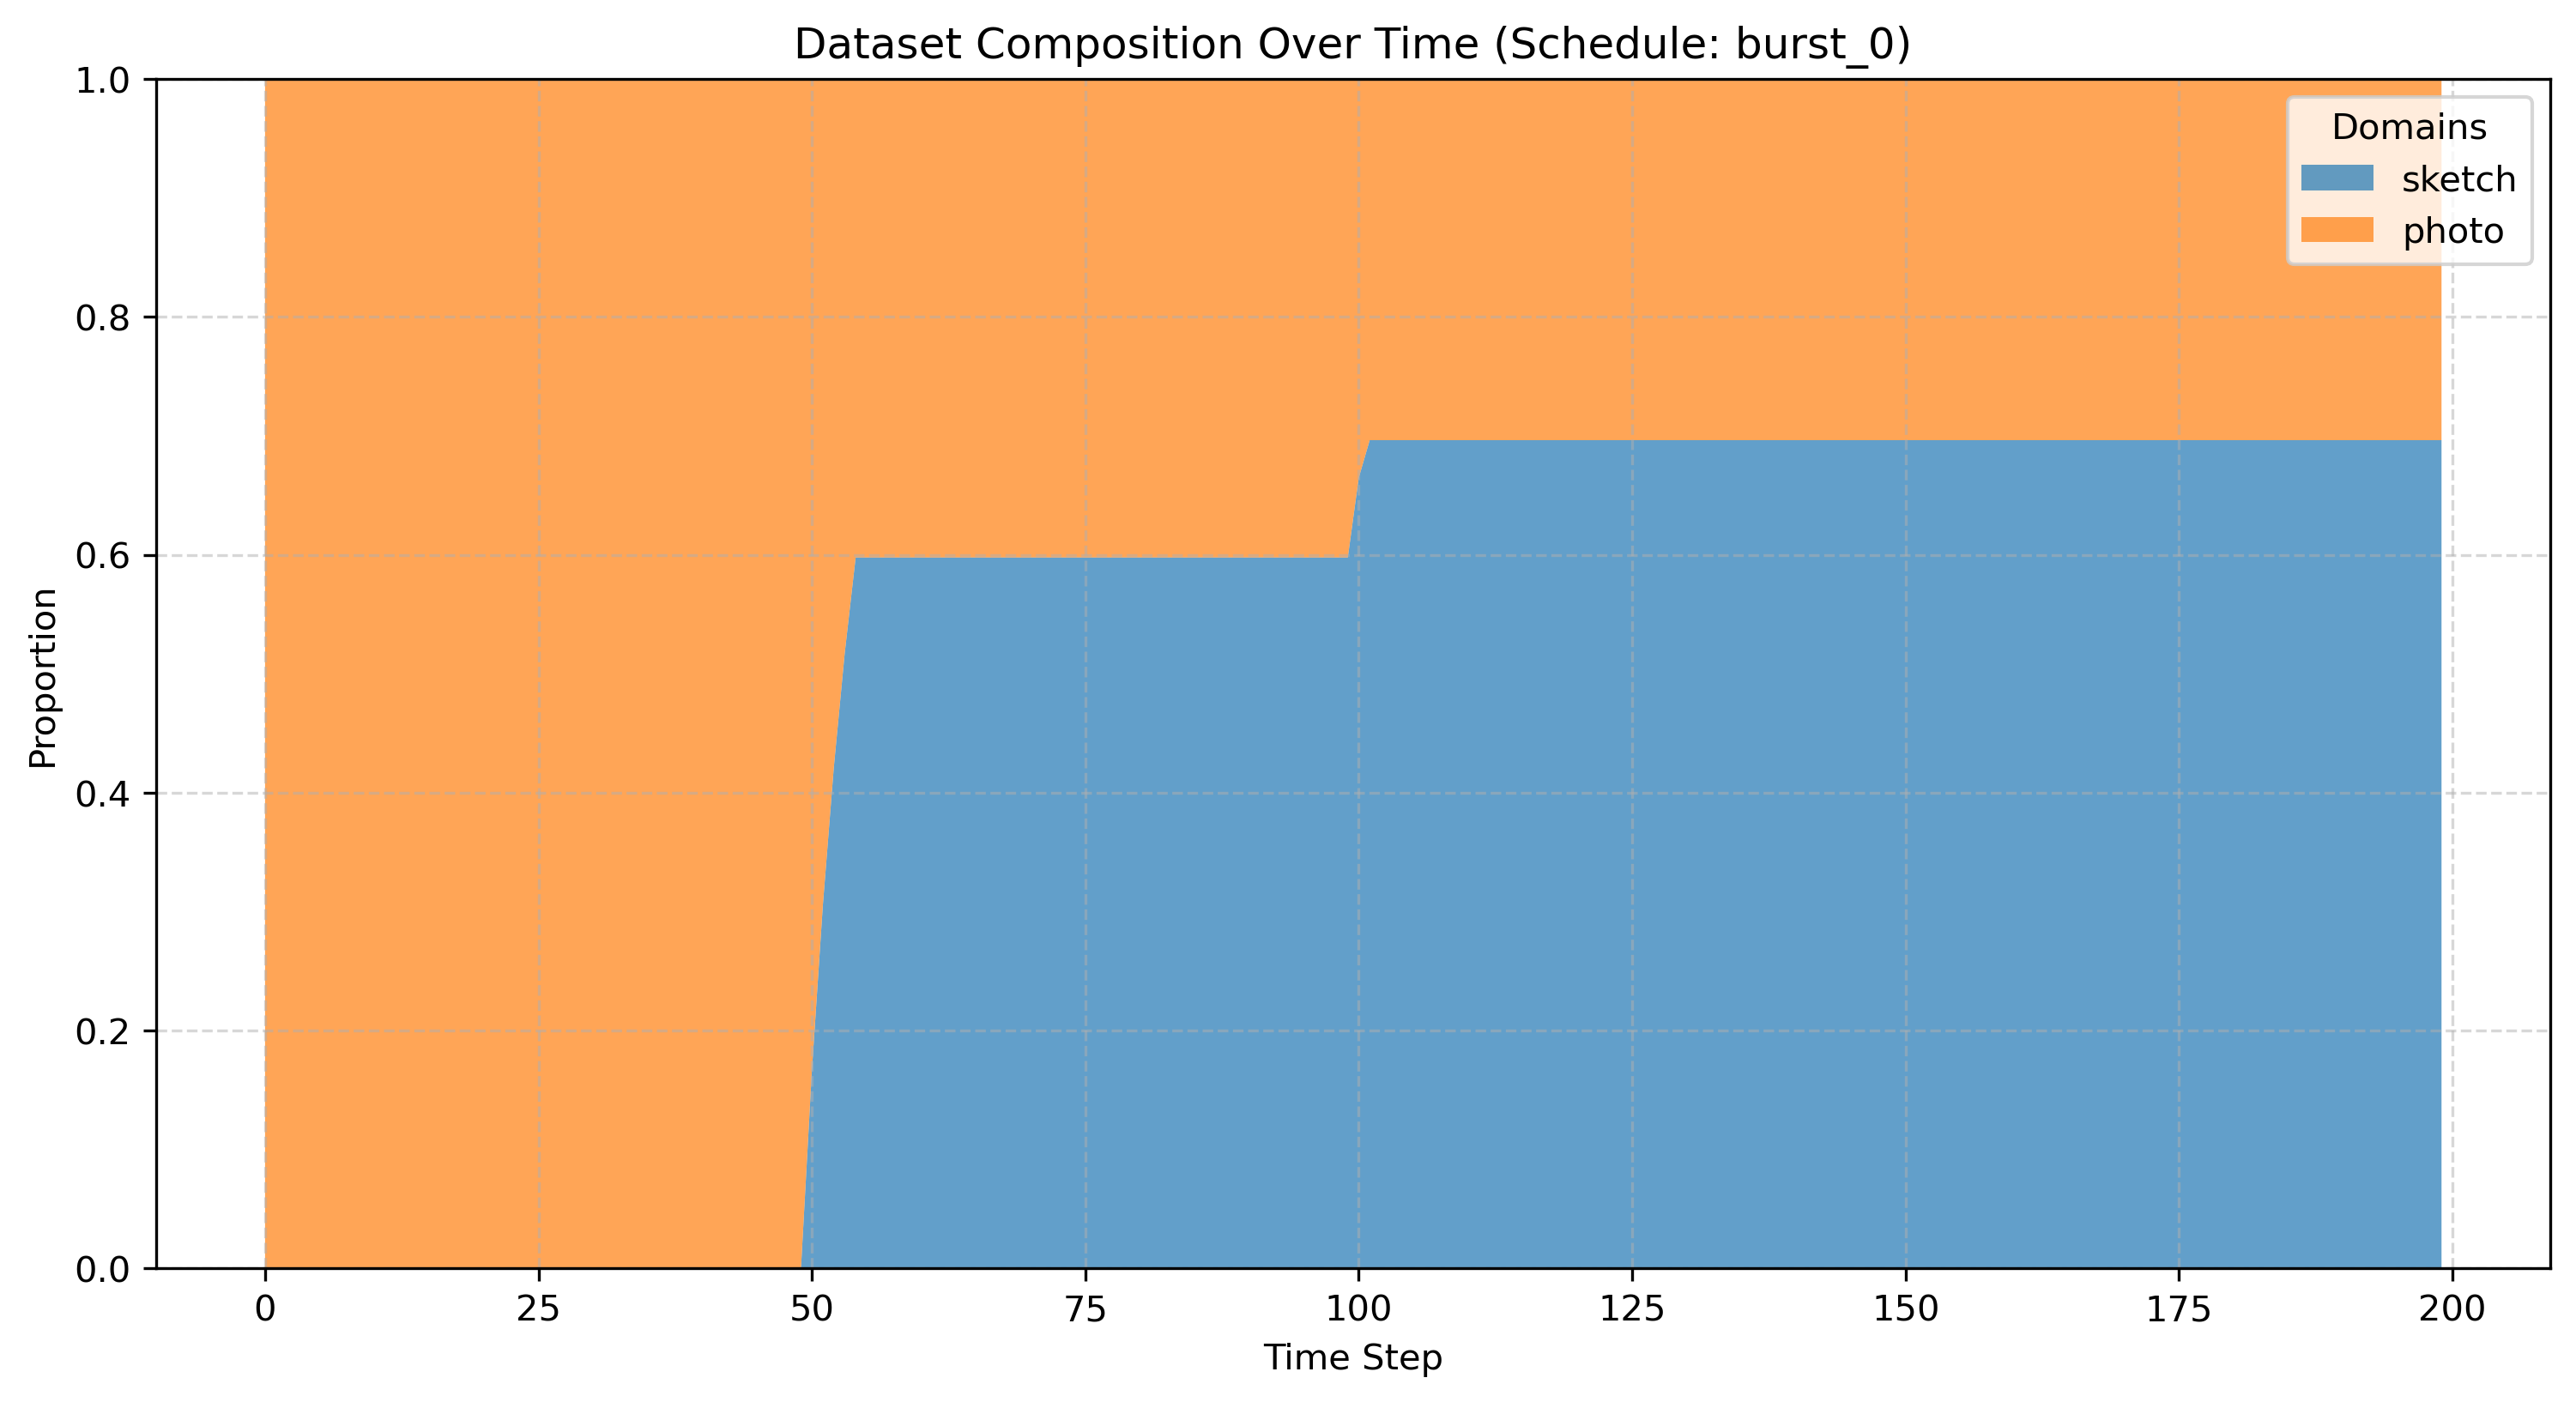 Dataset Composition Over Time (Schedule: burst_0)
1.0
0.8
0.6
0.4
0.2
0.0
Proportion
Domains
sketch
photo
0 25 50 75 100 125 150 175 200
Time Step